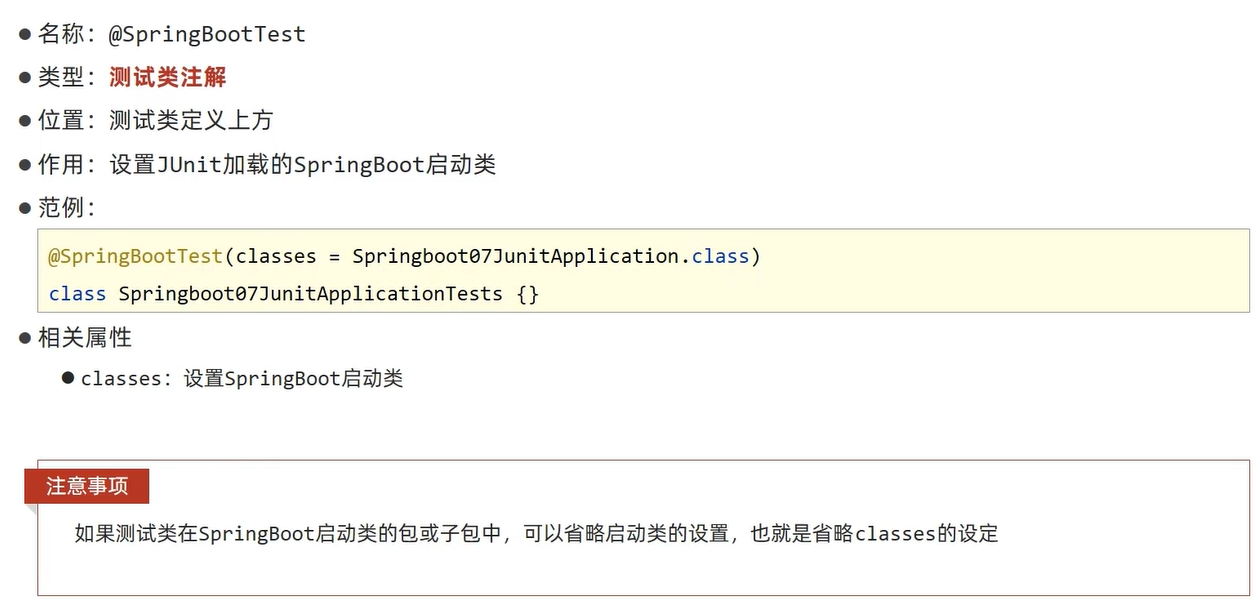 ● 名称：@SpringBootTest
● 类型：测试类注解
● 位置：测试类定义上方
● 作用：设置JUnit加载的SpringBoot启动类
● 范例：
@SpringBootTest(classes = Springboot07JunitApplication.class)
class Springboot07JunitApplicationTests {}
● 相关属性
● classes：设置SpringBoot启动类
注意事项
如果测试类在SpringBoot启动类的包或子包中，可以省略启动类的设置，也就是省略classes的设定